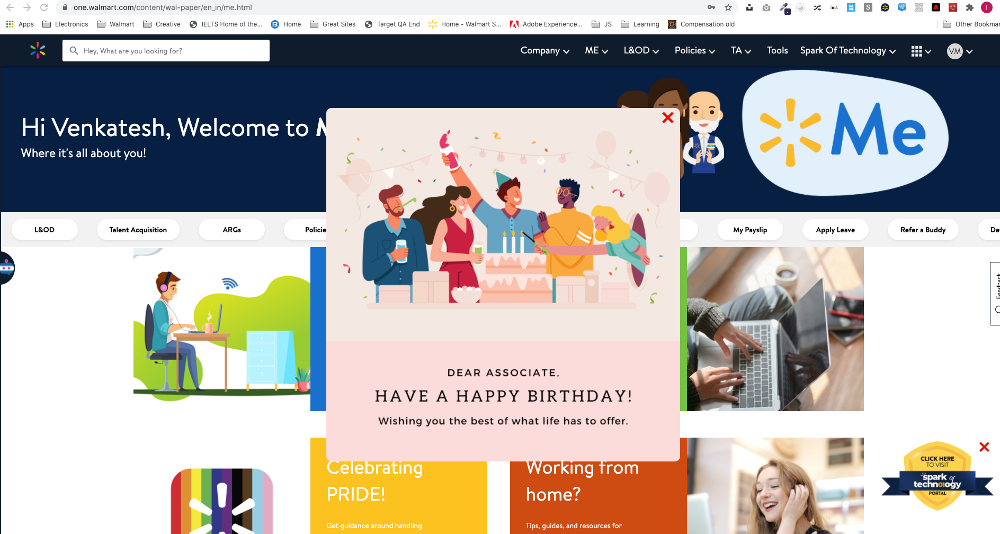 one.walmart.com/content/wal-paper/en_in/me.html
Apps Electronics Walmart Creative IELTS Home of the... Home Great Sites Target QA End Home - Walmart S... Adobe Experience... JS Learning Compensation old Other Bookmar
Hey, What are you looking for?
Company ME L&OD Policies TA Tools Spark Of Technology VM
Hi Venkatesh, Welcome to M
Where it's all about you!
Me
L&OD Talent Acquisition ARGs Policie My Payslip Apply Leave Refer a Buddy Da
DEAR ASSOCIATE,
HAVE A HAPPY BIRTHDAY!
Wishing you the best of what life has to offer.
Celebrating
PRIDE!
Get guidance around handling
Working from
home?
Tips, guides, and resources for
CLICK HERE
TO VISIT
spark of
technology
PORTAL